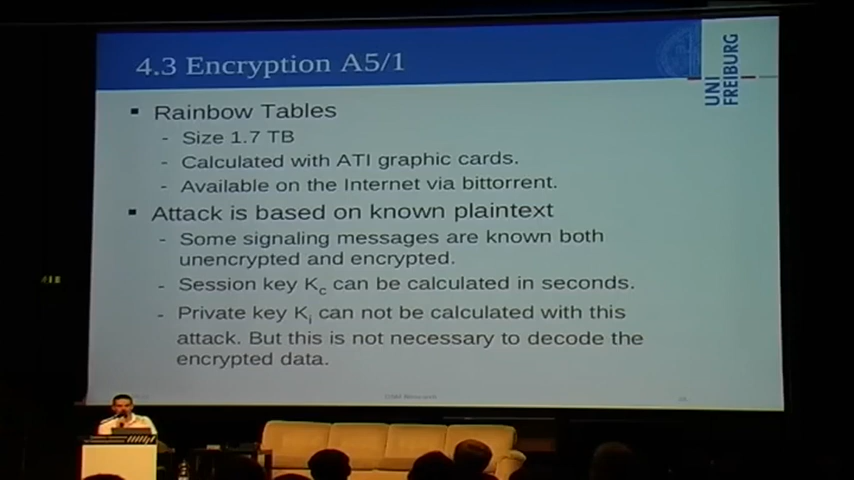 4.3 Encryption A5/1
UNI
FREIBURG
▪ Rainbow Tables
- Size 1.7 TB
- Calculated with ATI graphic cards.
- Available on the Internet via bittorrent.
▪ Attack is based on known plaintext
- Some signaling messages are known both
unencrypted and encrypted.
- Session key Kc can be calculated in seconds.
- Private key Ki can not be calculated with this
attack. But this is not necessary to decode the
encrypted data.